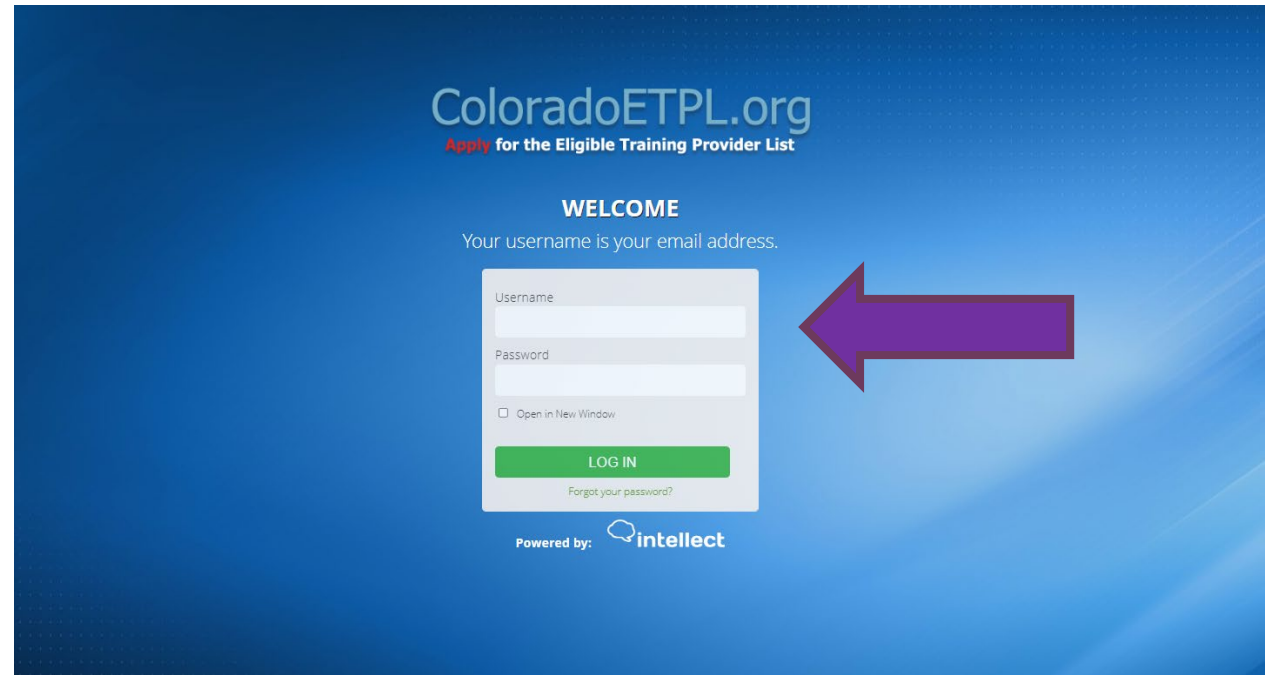 ColoradoETPL.org
Apply for the Eligible Training Provider List
WELCOME
Your username is your email address.
Username
Password
Open in New Window
LOG IN
Forgot your password?
Powered by: intellect